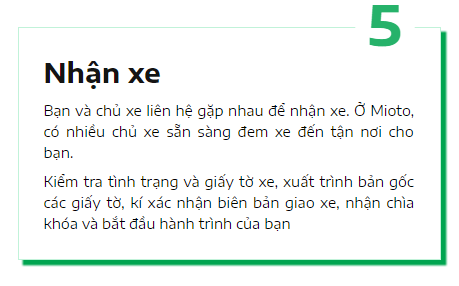 5
Nhận xe
Bạn và chủ xe liên hệ gặp nhau để nhận xe. Ở Mioto,
có nhiều chủ xe sẵn sàng đem xe đến tận nơi cho
bạn.
Kiểm tra tình trạng và giấy tờ xe, xuất trình bản gốc
các giấy tờ, kí xác nhận biên bản giao xe, nhận chìa
khóa và bắt đầu hành trình của bạn